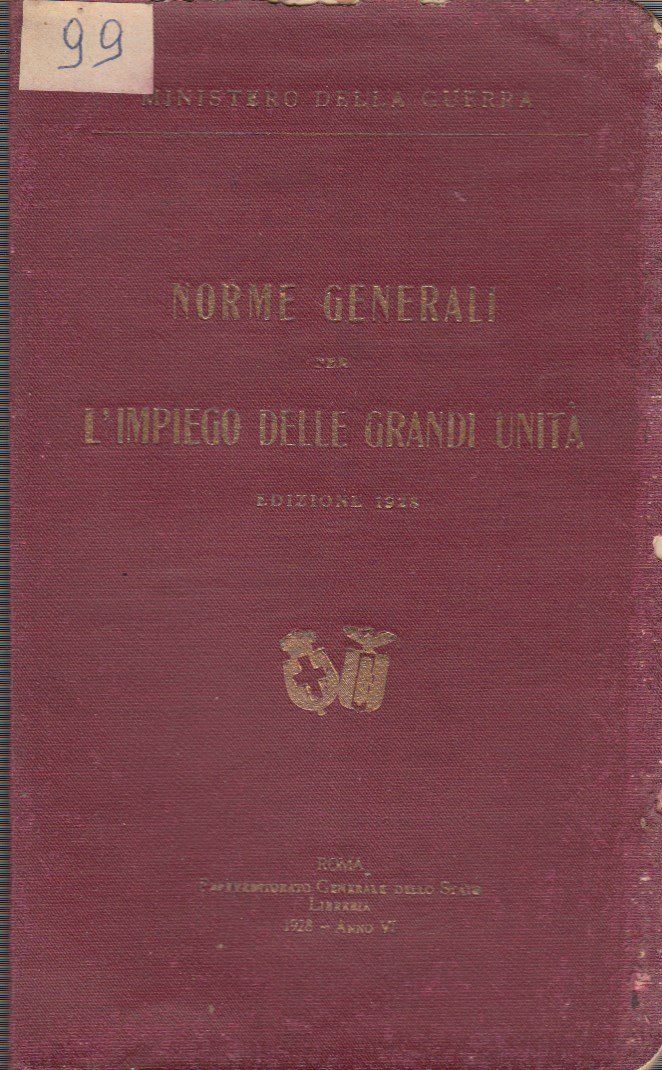 99
MINISTERO DELLA GUERRA
NORME GENERALI
PER
L'IMPIEGO DELLE GRANDI UNITÀ
EDIZIONE 1928
ROMA
PROVVEDITORATO GENERALE DELLO STATO
LIBRERIA
1928 - ANNO VI